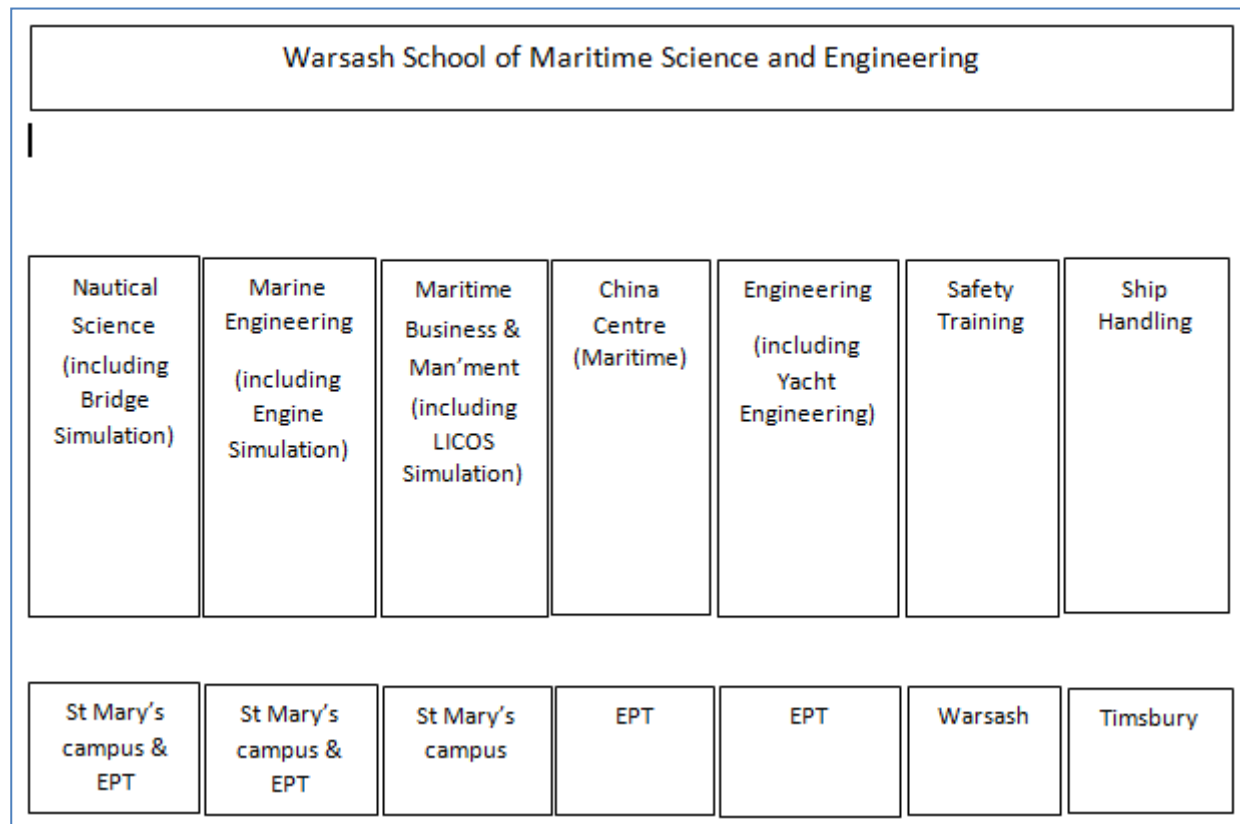 Warsash School of Maritime Science and Engineering
Nautical
Science
(including
Bridge
Simulation)
Marine
Engineering
(including
Engine
Simulation)
Maritime
Business &
Man’ment
(including
LICOS
Simulation)
China
Centre
(Maritime)
Engineering
(including
Yacht
Engineering)
Safety
Training
Ship
Handling
St Mary’s
campus &
EPT
St Mary’s
campus &
EPT
St Mary’s
campus
EPT
EPT
Warsash
Timsbury